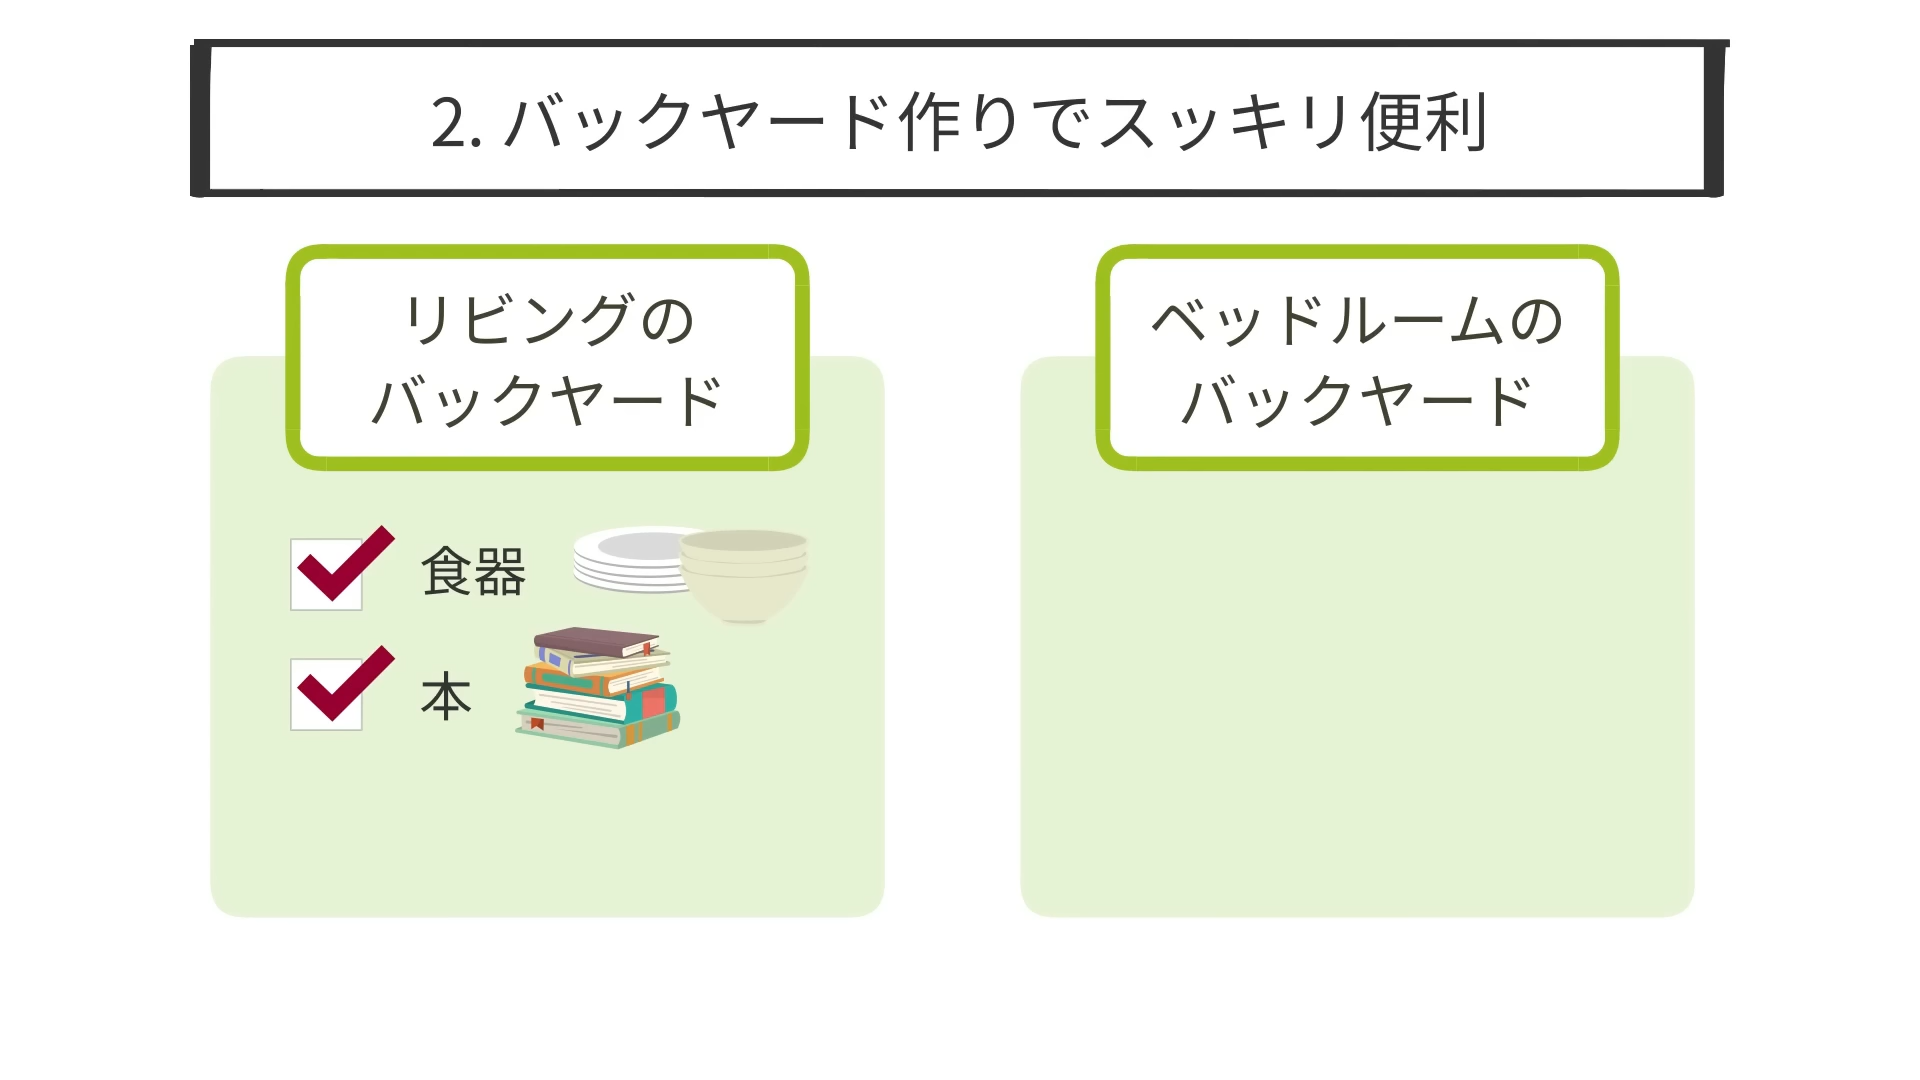 2. バックヤード作りでスッキリ便利
リビングの
バックヤード
食器
本
ベッドルームの
バックヤード